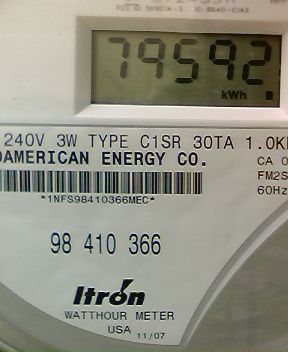 79592
kWh
240V 3W TYPE C1SR 30TA 1.0K
AMERICAN ENERGY CO.
CA
FM2S
60Hz
*1NFS98410366MEC*
98 410 366
Itron
WATTHOUR METER
USA 11/07